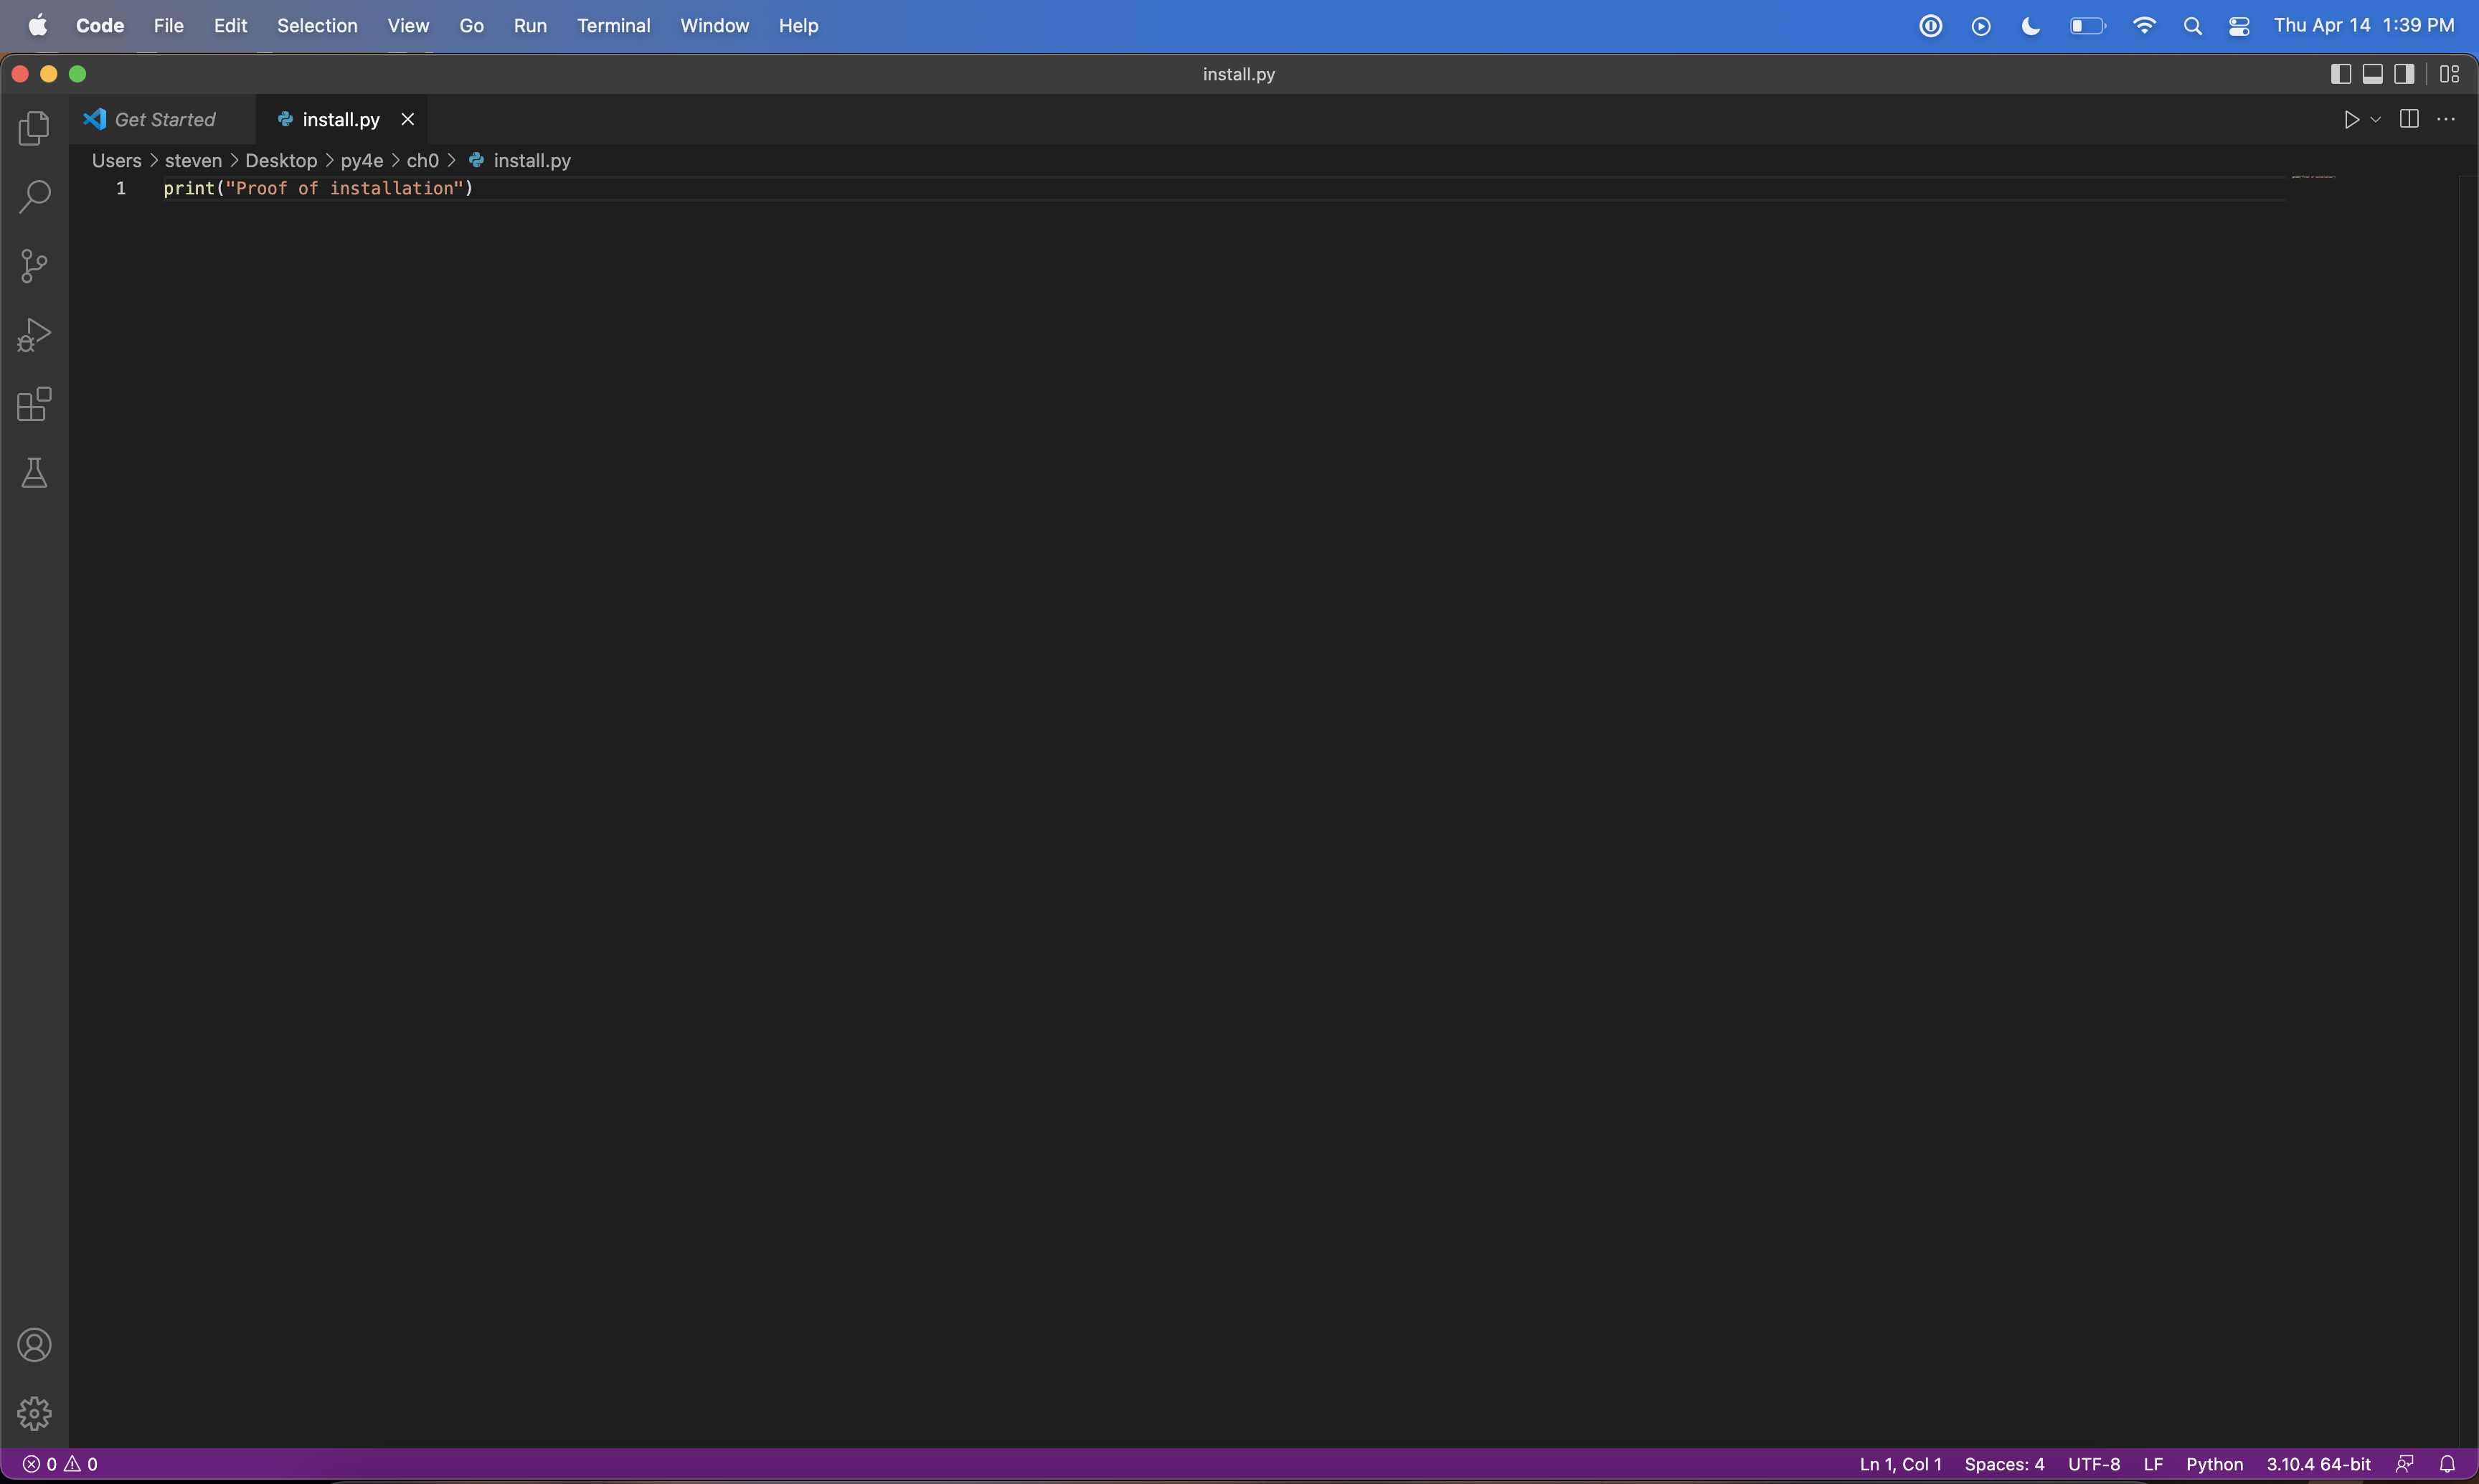 Code File Edit Selection View Go Run Terminal Window Help Thu Apr 14 1:39 PM
install.py
Get Started install.py
Users > steven > Desktop > py4e > ch0 > install.py
1 print("Proof of installation")
0 0 Ln 1, Col 1 Spaces: 4 UTF-8 LF Python 3.10.4 64-bit